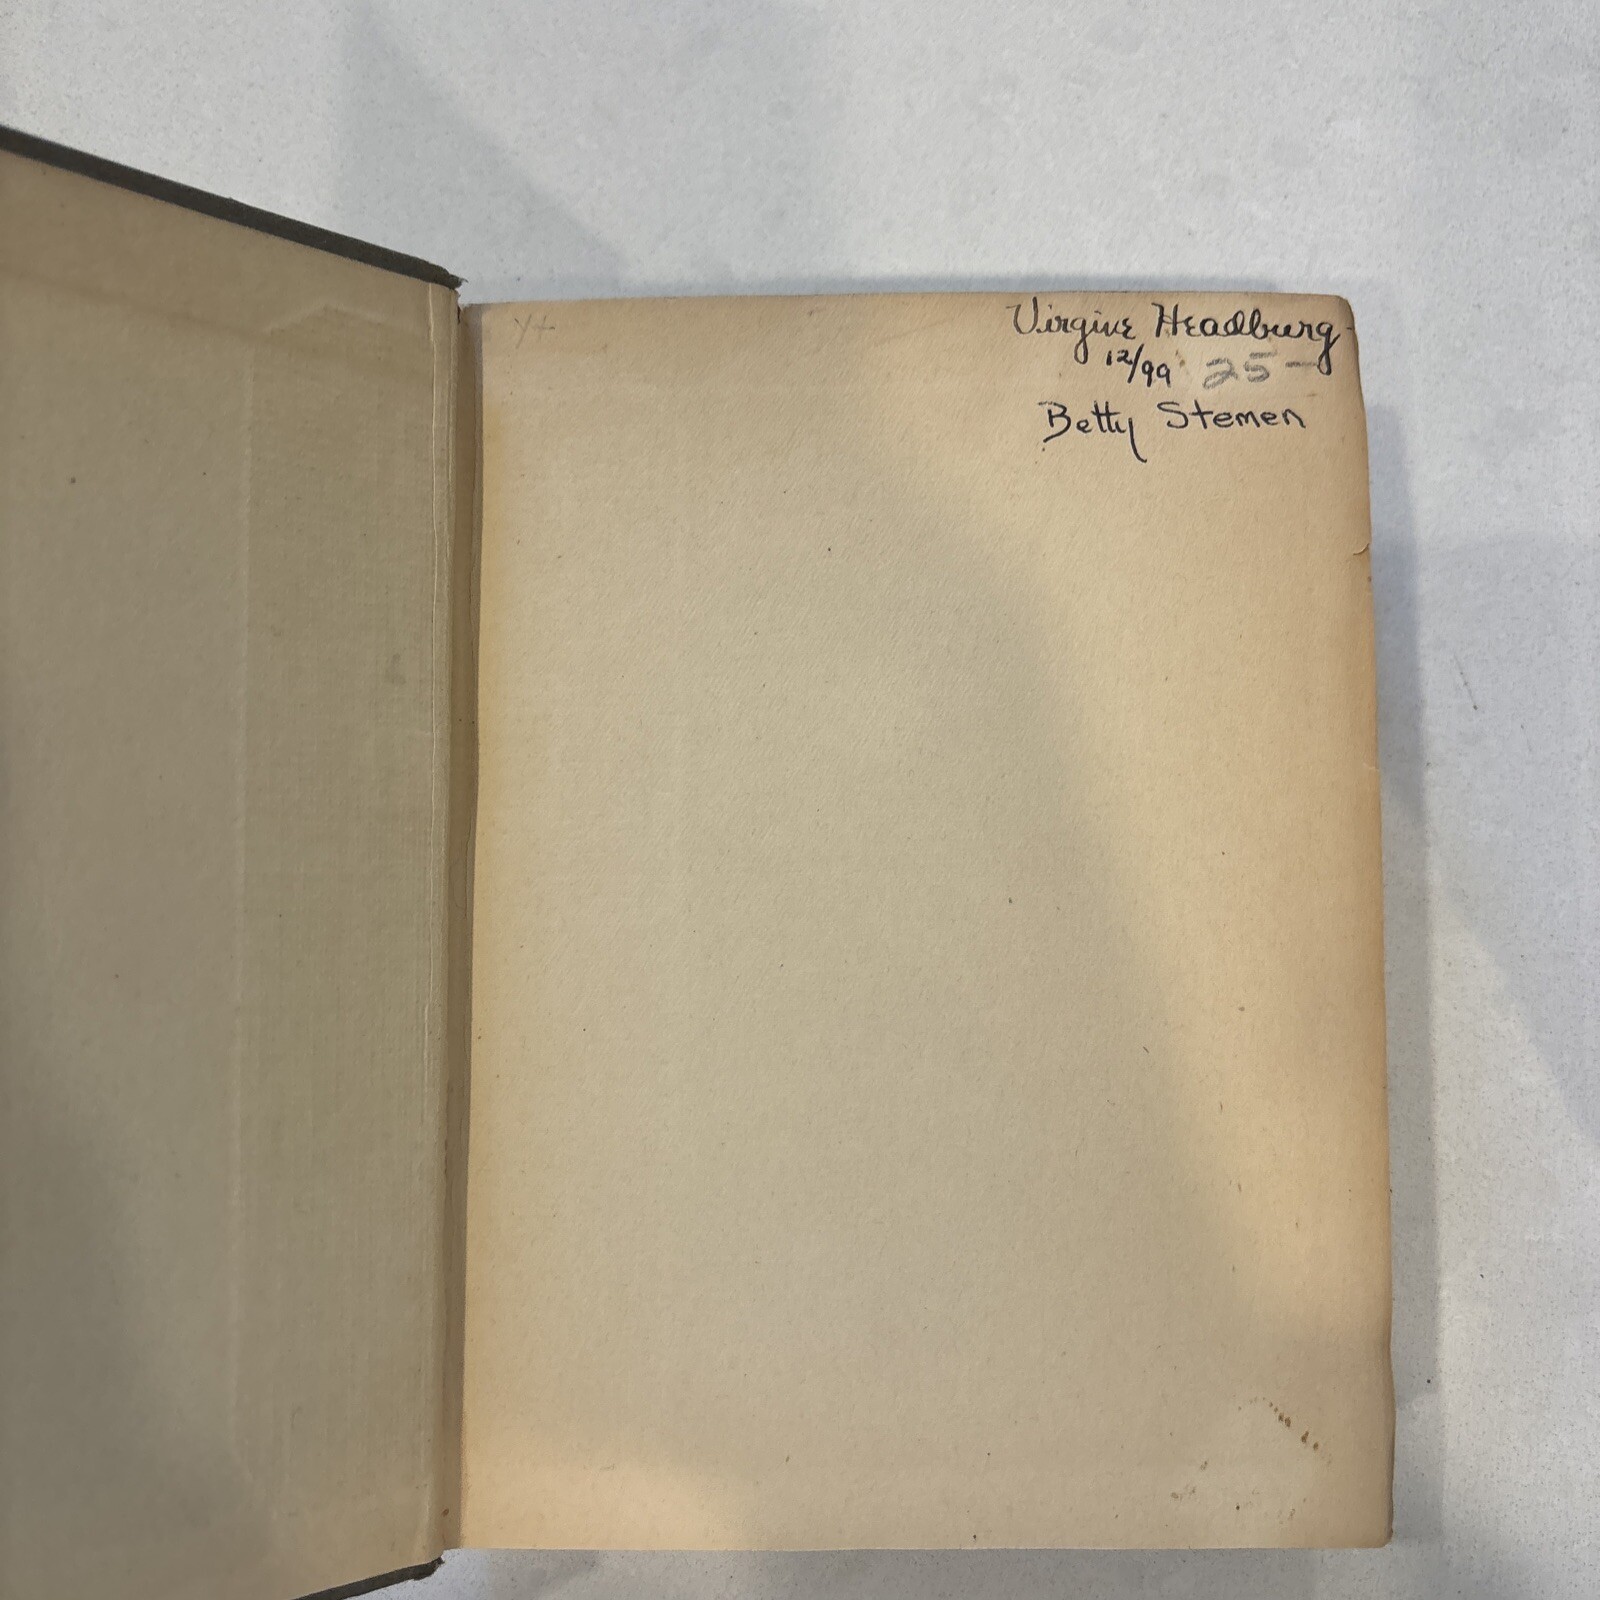 Y+
Virgine Headburg
12/99 25-
Betty Stemen